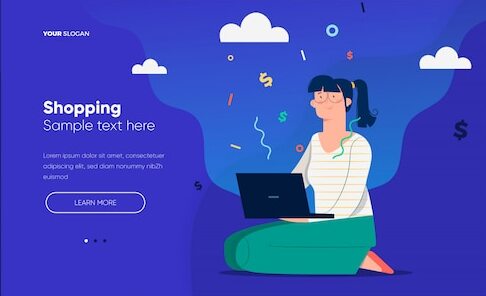 YOUR SLOGAN
Shopping
Sample text here
Lorem ipsum dolor sit amet, consectetuer
adipiscing elit, sed diam nonummy nibZh
euismod
LEARN MORE